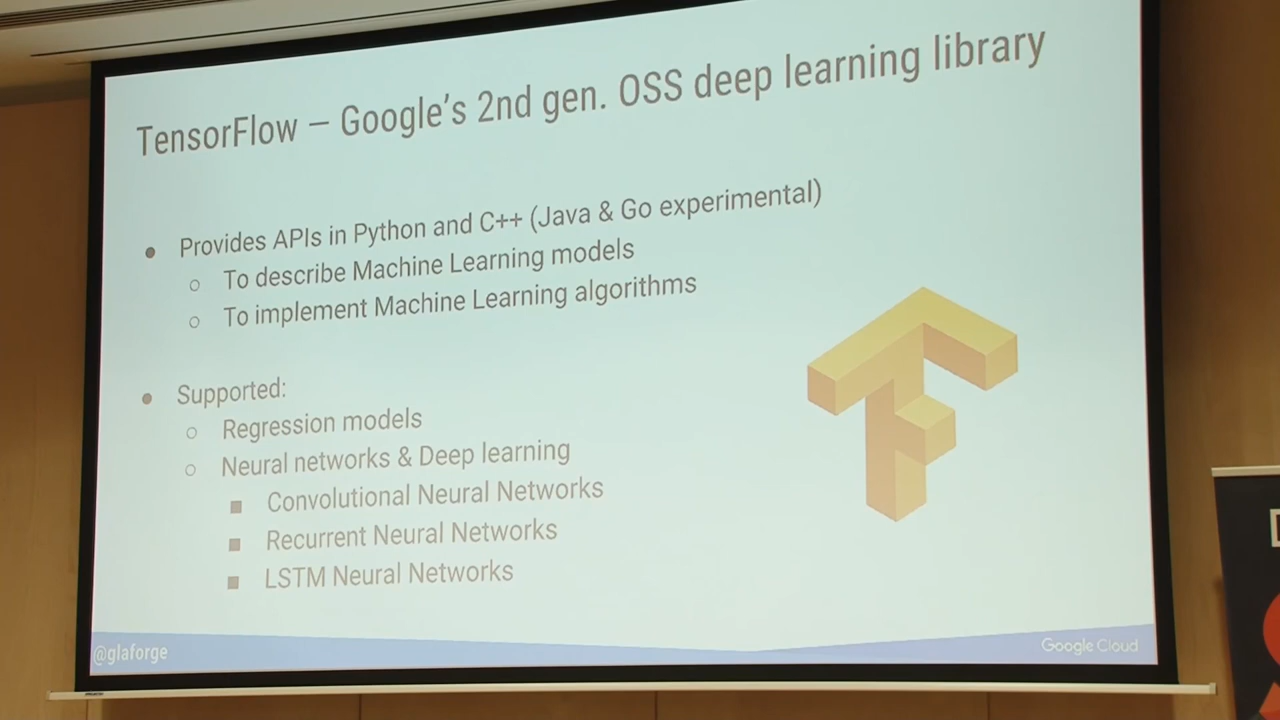 TensorFlow — Google's 2nd gen. OSS deep learning library
Provides APIs in Python and C++ (Java & Go experimental)
To describe Machine Learning models
To implement Machine Learning algorithms
Supported:
Regression models
Neural networks & Deep learning
Convolutional Neural Networks
Recurrent Neural Networks
LSTM Neural Networks
@glaforge
Google Cloud